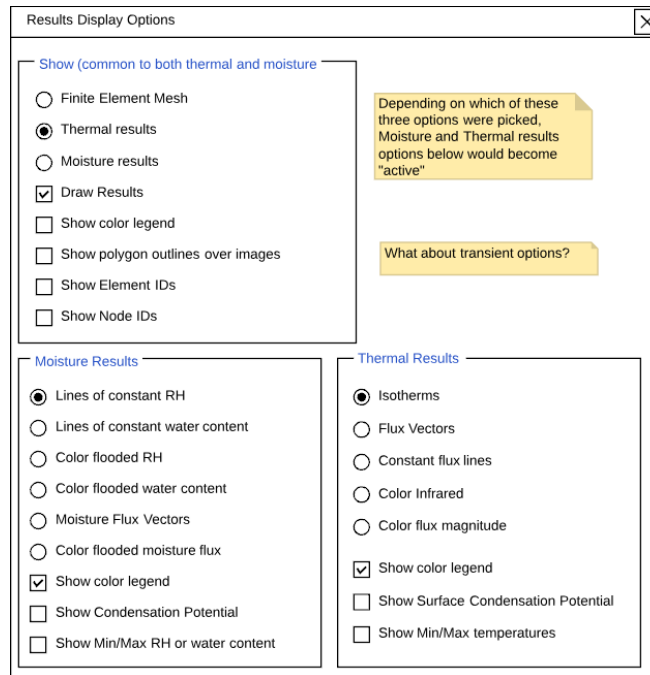 Results Display Options
Show (common to both thermal and moisture
Finite Element Mesh
Thermal results
Moisture results
Draw Results
Show color legend
Show polygon outlines over images
Show Element IDs
Show Node IDs
Depending on which of these
three options were picked,
Moisture and Thermal results
options below would become
"active"
What about transient options?
Moisture Results
Lines of constant RH
Lines of constant water content
Color flooded RH
Color flooded water content
Moisture Flux Vectors
Color flooded moisture flux
Show color legend
Show Condensation Potential
Show Min/Max RH or water content
Thermal Results
Isotherms
Flux Vectors
Constant flux lines
Color Infrared
Color flux magnitude
Show color legend
Show Surface Condensation Potential
Show Min/Max temperatures